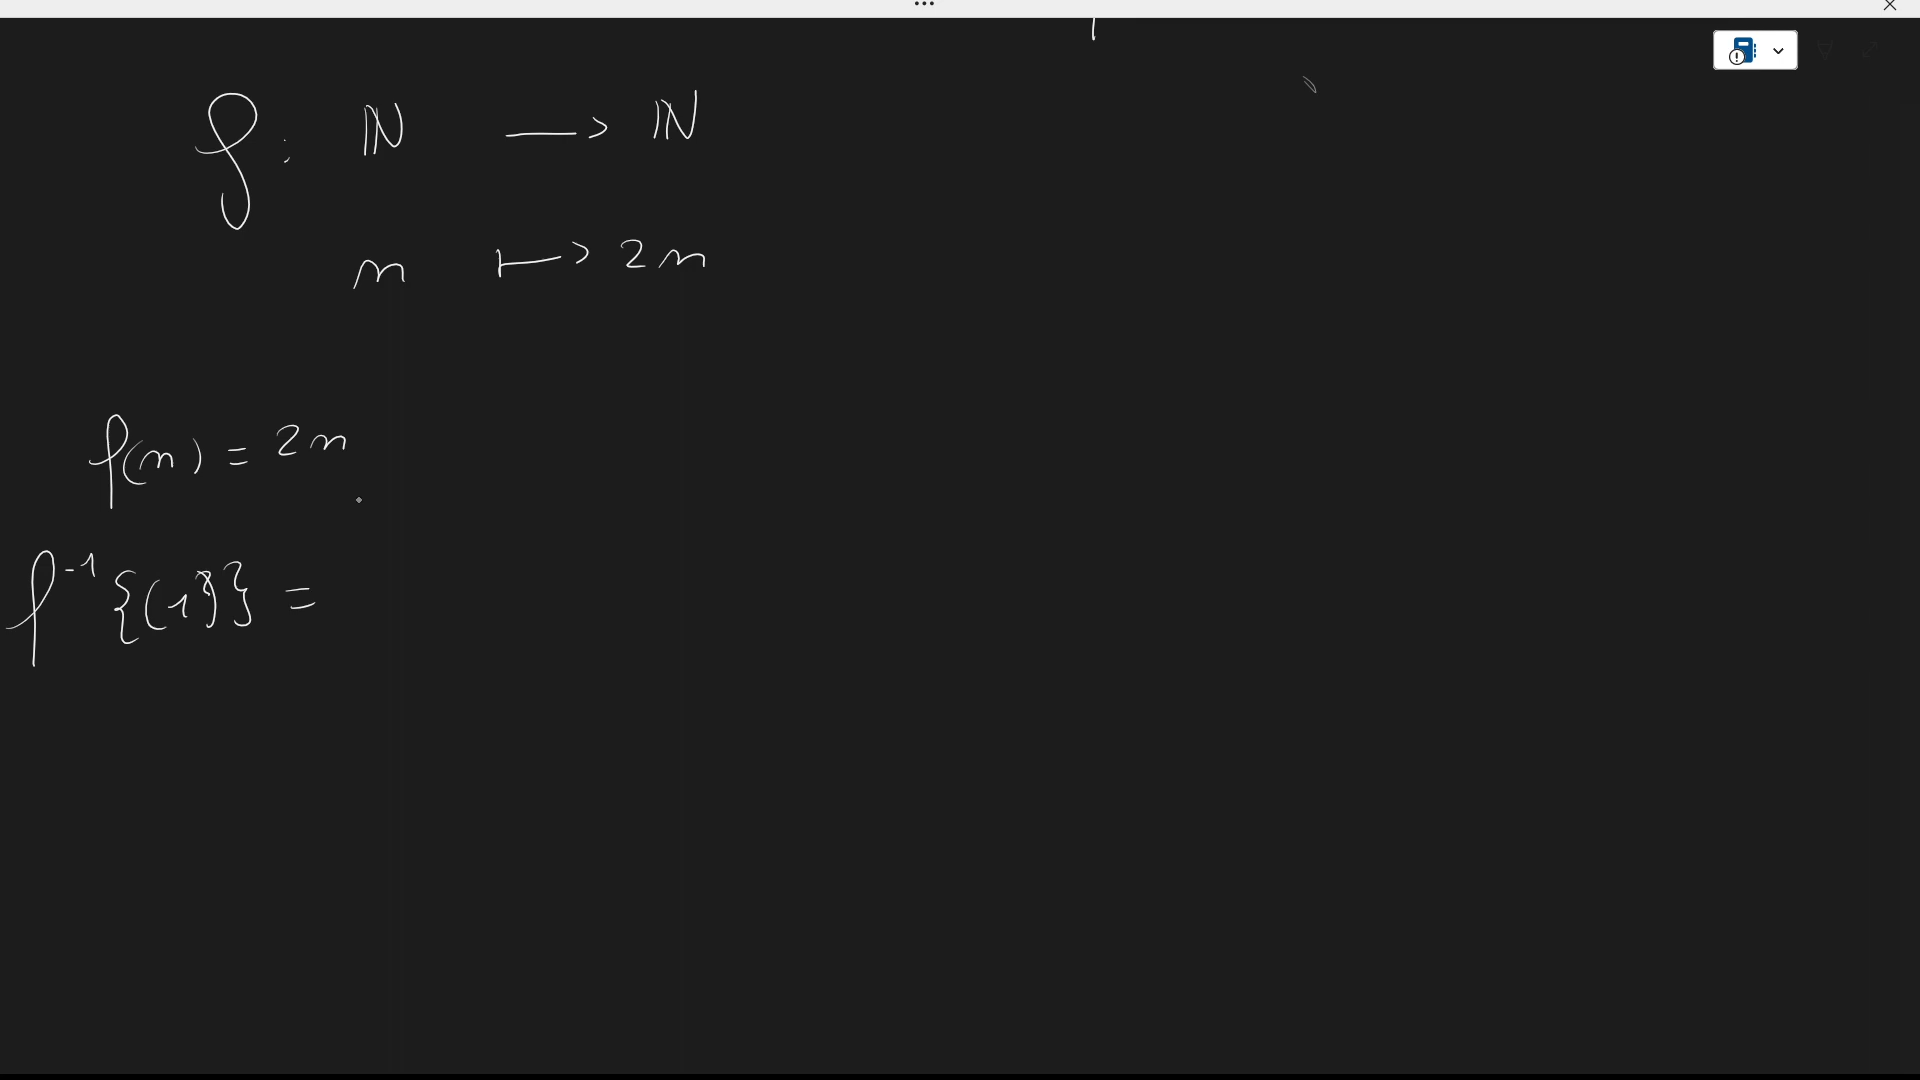 f : ℕ → ℕ
n ↦ 2n
f(n) = 2n
f⁻¹{(1)} =